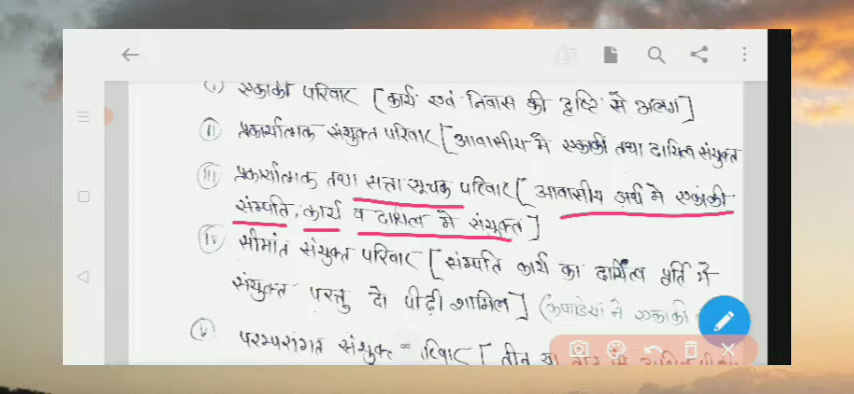 (i) एकाकी परिवार [कार्य एवं निवास की दृष्टि से अलग]
(ii) प्रकार्यात्मक संयुक्त परिवार [आवासीय मे एकाकी तथा दायित्व संयुक्त
(iii) प्रकार्यात्मक तथा सत्ता सूचक परिवार [आवासीय अर्थ मे एकाकी
संम्पति, कार्य व दायित्व मे संयुक्त]
(iv) सीमांत संयुक्त परिवार [संम्पति कार्य का दायित्व पूर्ति मे
संयुक्त परन्तु दो पीढ़ी शामिल] (कपाडिया ने एकाकी
(v) परम्परागत संयुक्त परिवार [तीन या